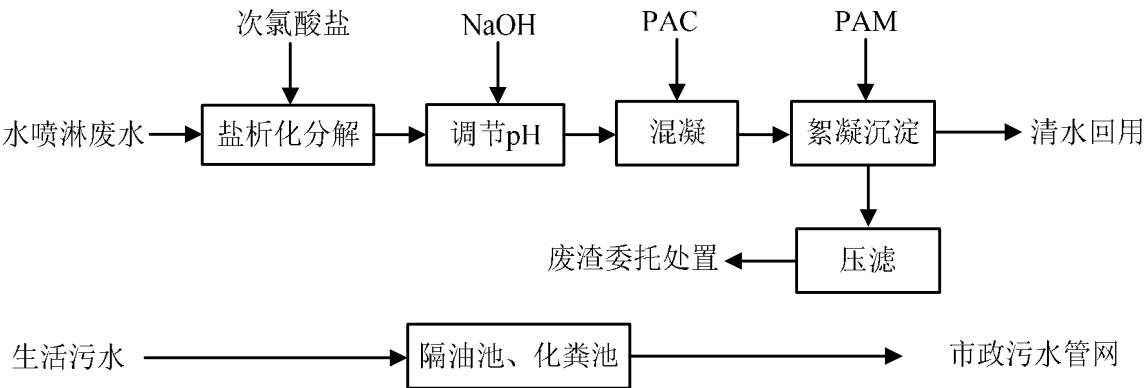 次氯酸盐 NaOH PAC PAM
水喷淋废水 盐析化分解 调节pH 混凝 絮凝沉淀 清水回用
废渣委托处置 压滤
生活污水 隔油池、化粪池 市政污水管网